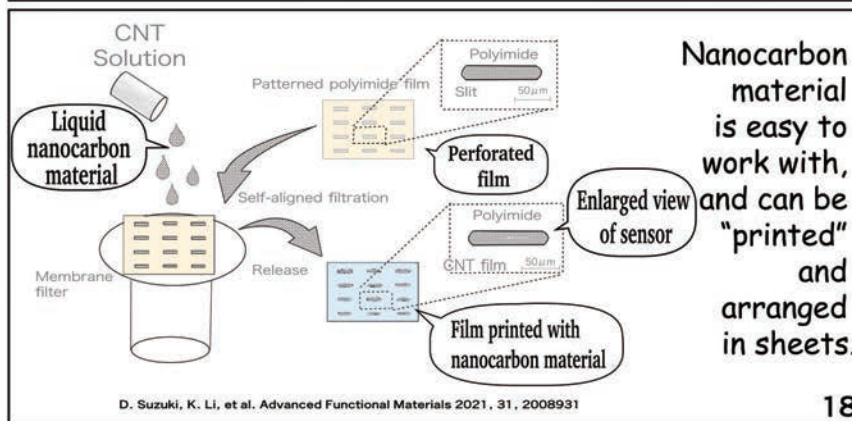 CNT
Solution
Liquid
nanocarbon
material
Patterned polyimide film
Polyimide
Slit
50μm
Perforated
film
Self-aligned filtration
Membrane
filter
Release
Polyimide
CNT film
50μm
Enlarged view
of sensor
Film printed with
nanocarbon material
Nanocarbon
material
is easy to
work with,
and can be
“printed”
and
arranged
in sheets.
D. Suzuki, K. Li, et al. Advanced Functional Materials 2021, 31, 2008931
18